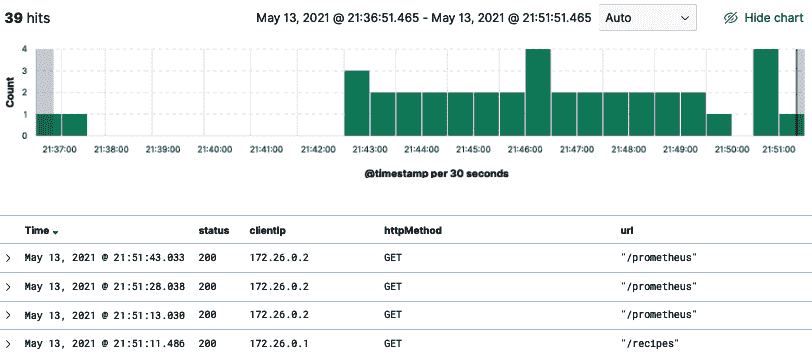 39 hits May 13, 2021 @ 21:36:51.465 - May 13, 2021 @ 21:51:51.465 Auto Hide chart
4
3
2
1
0
Count
21:37:00 21:38:00 21:39:00 21:40:00 21:41:00 21:42:00 21:43:00 21:44:00 21:45:00 21:46:00 21:47:00 21:48:00 21:49:00 21:50:00 21:51:00
@timestamp per 30 seconds
Time status clientIp httpMethod url
May 13, 2021 @ 21:51:43.033 200 172.26.0.2 GET "/prometheus"
May 13, 2021 @ 21:51:28.038 200 172.26.0.2 GET "/prometheus"
May 13, 2021 @ 21:51:13.030 200 172.26.0.2 GET "/prometheus"
May 13, 2021 @ 21:51:11.486 200 172.26.0.1 GET "/recipes"